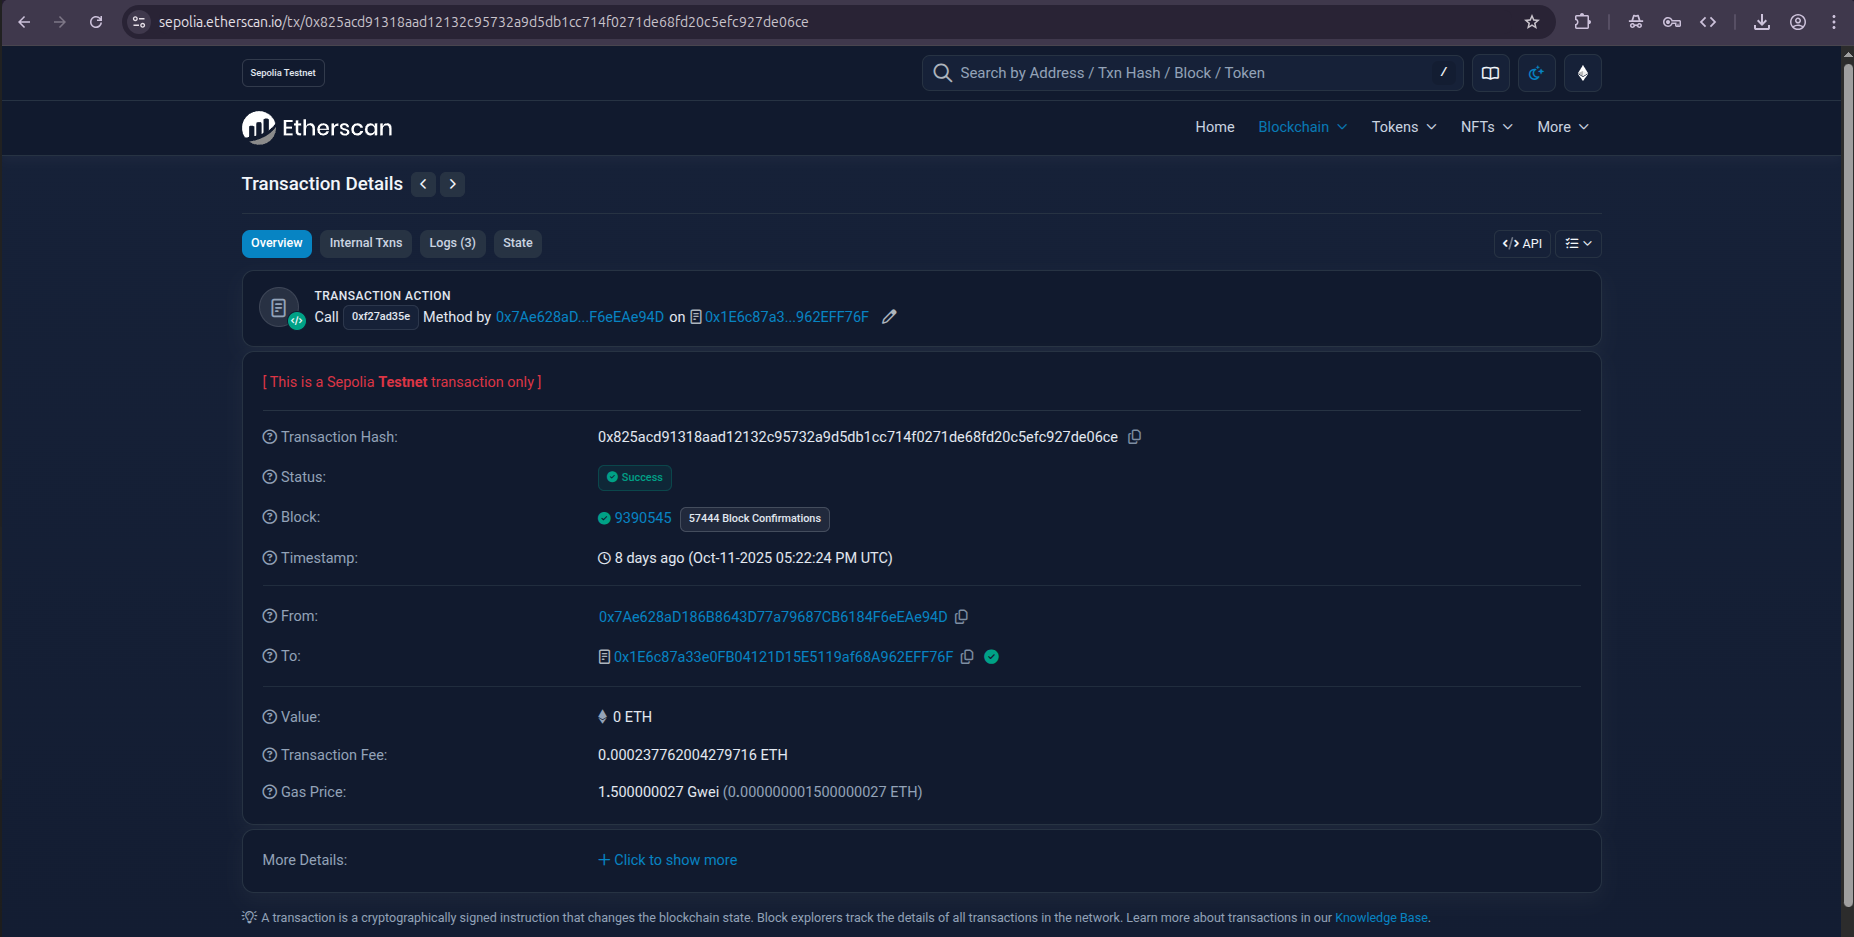 sepolia.etherscan.io/tx/0x825acd91318aad12132c95732a9d5db1cc714f0271de68fd20c5efc927de06ce
Sepolia Testnet
Search by Address / Txn Hash / Block / Token /
Etherscan
Home Blockchain Tokens NFTs More
Transaction Details
Overview Internal Txns Logs (3) State
</> API
TRANSACTION ACTION
Call 0xf27ad35e Method by 0x7Ae628aD...F6eEAe94D on 0x1E6c87a3...962EFF76F
[ This is a Sepolia Testnet transaction only ]
Transaction Hash: 0x825acd91318aad12132c95732a9d5db1cc714f0271de68fd20c5efc927de06ce
Status: Success
Block: 9390545 57444 Block Confirmations
Timestamp: 8 days ago (Oct-11-2025 05:22:24 PM UTC)
From: 0x7Ae628aD186B8643D77a79687CB6184F6eEAe94D
To: 0x1E6c87a33e0FB04121D15E5119af68A962EFF76F
Value: 0 ETH
Transaction Fee: 0.000237762004279716 ETH
Gas Price: 1.500000027 Gwei (0.000000001500000027 ETH)
More Details: + Click to show more
A transaction is a cryptographically signed instruction that changes the blockchain state. Block explorers track the details of all transactions in the network. Learn more about transactions in our Knowledge Base.